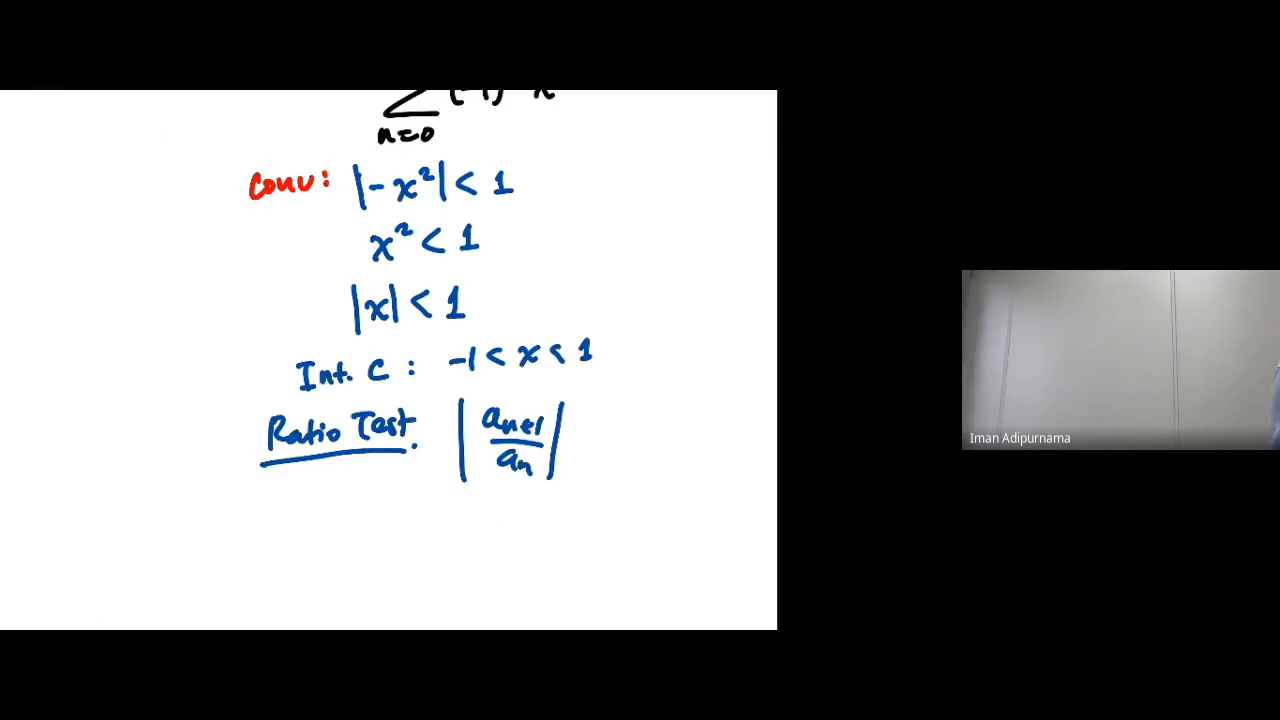 n=0
Conv: |-x²| < 1
x² < 1
|x| < 1
Int. C : -1 < x < 1
Ratio Test. | aₙ₊₁ / aₙ |
Iman Adipurnama